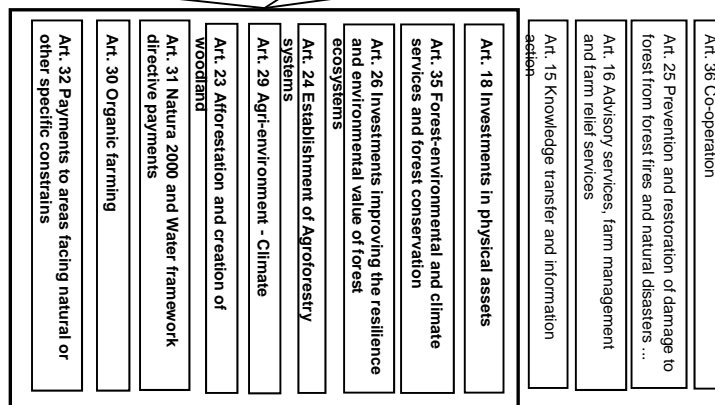 Art. 36 Co-operation
Art. 25 Prevention and restoration of damage to
forest from forest fires and natural disasters ...
Art. 16 Advisory services, farm management
and farm relief services
Art. 15 Knowledge transfer and information
action
Art. 18 Investments in physical assets
Art. 35 Forest-environmental and climate
services and forest conservation
Art. 26 Investments improving the resilience
and environmental value of forest
ecosystems
Art. 24 Establishment of Agroforestry
systems
Art. 29 Agri-environment - Climate
Art. 23 Afforestation and creation of
woodland
Art. 31 Natura 2000 and Water framework
directive payments
Art. 30 Organic farming
Art. 32 Payments to areas facing natural or
other specific constrains